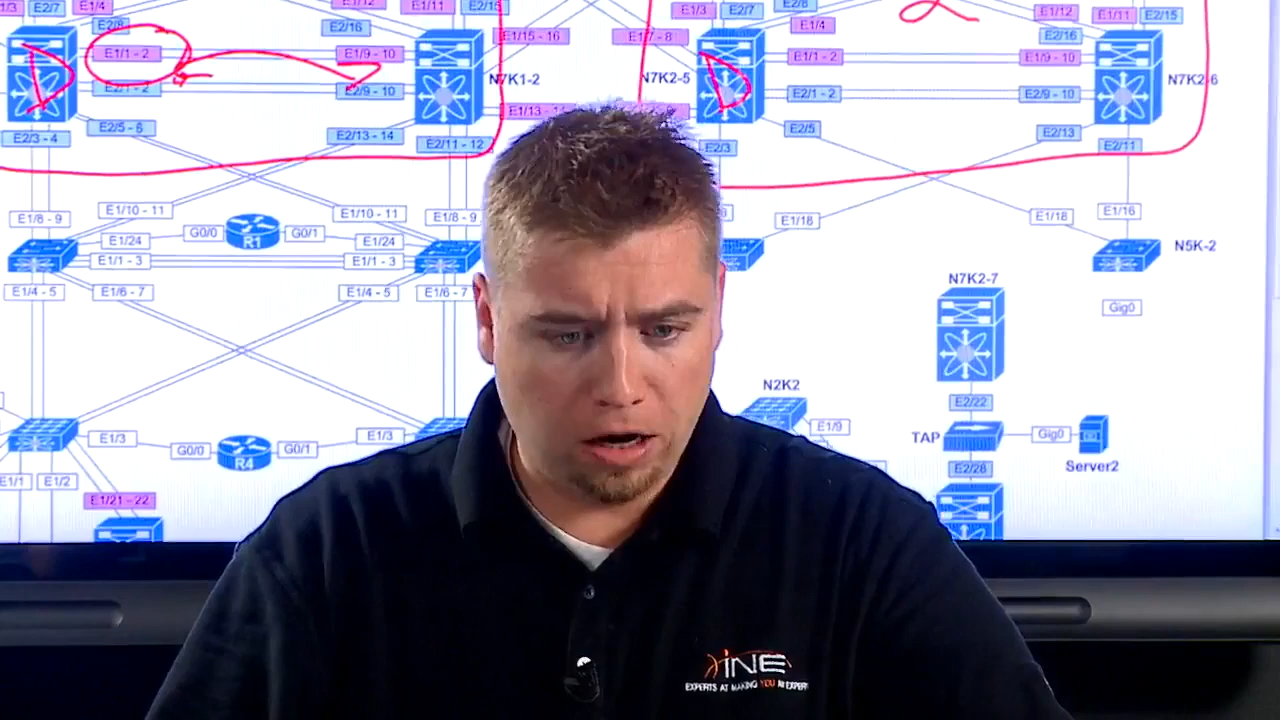 1/3
E2/7
E1/4
E1/12
E1/11
E2/15
E1/3
E2/7
E2/8
E1/12
E1/11
E2/15
E2/8
E2/16
E1/15 - 16
E1/4
E2/16
E1/1 - 2
E1/9 - 10
E1/1 - 2
E1/9 - 10
N7K1-2
N7K2-5
N7K2-6
E2/1 - 2
E2/9 - 10
E2/1 - 2
E2/9 - 10
E2/3 - 4
E2/5 - 6
E2/13 - 14
E2/11 - 12
E2/3
E2/5
E2/13
E2/11
E1/8 - 9
E1/10 - 11
E1/10 - 11
E1/8 - 9
E1/18
E1/18
E1/16
E1/24
G0/0
R1
G0/1
E1/24
N5K-2
E1/1 - 3
E1/1 - 3
E1/4 - 5
E1/6 - 7
E1/4 - 5
E1/6 - 7
N7K2-7
Gig0
N2K2
E2/22
E1/3
G0/0
R4
G0/1
E1/3
E1/9
TAP
Gig0
Server2
E1/1
E1/2
E2/28
E1/21 - 22
INE
EXPERTS AT MAKING YOU AN EXPERT